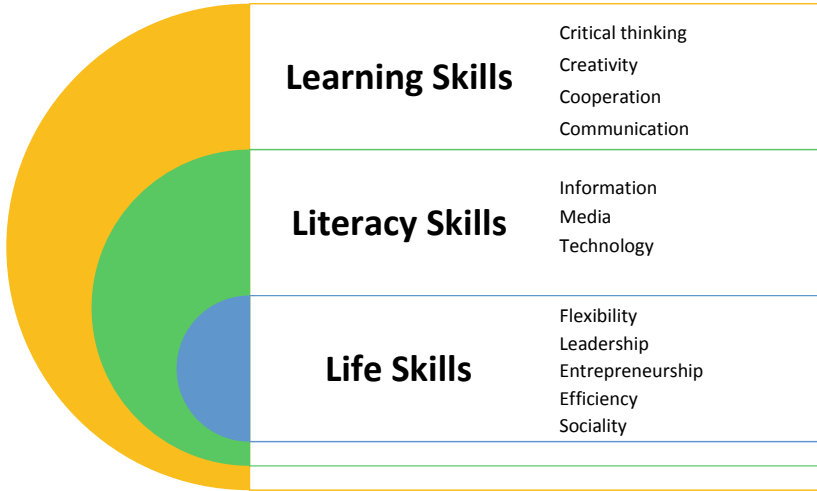 Learning Skills
Critical thinking
Creativity
Cooperation
Communication
Literacy Skills
Information
Media
Technology
Life Skills
Flexibility
Leadership
Entrepreneurship
Efficiency
Sociality